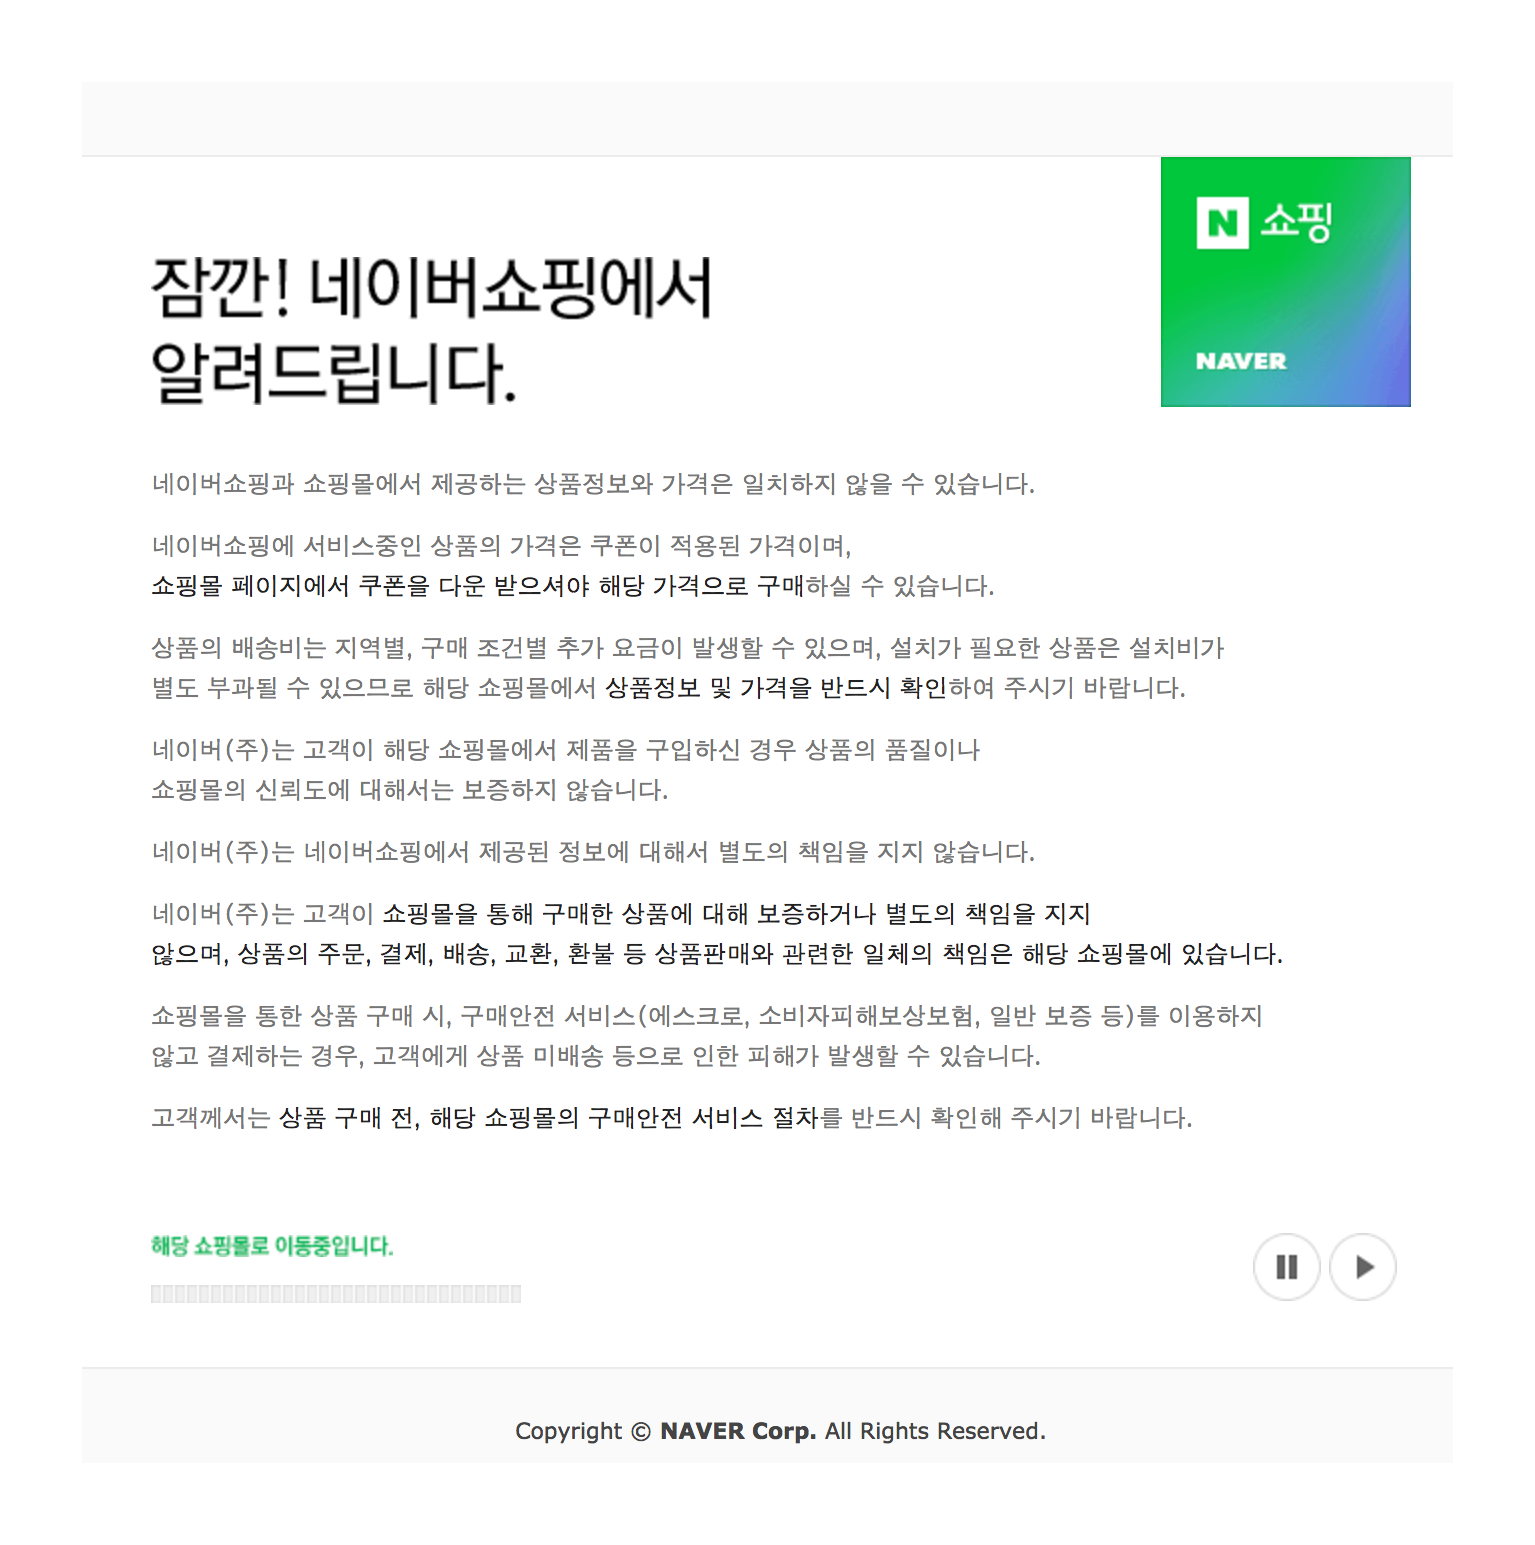 N 쇼핑
NAVER
잠깐! 네이버쇼핑에서
알려드립니다.
네이버쇼핑과 쇼핑몰에서 제공하는 상품정보와 가격은 일치하지 않을 수 있습니다.
네이버쇼핑에 서비스중인 상품의 가격은 쿠폰이 적용된 가격이며,
쇼핑몰 페이지에서 쿠폰을 다운 받으셔야 해당 가격으로 구매하실 수 있습니다.
상품의 배송비는 지역별, 구매 조건별 추가 요금이 발생할 수 있으며, 설치가 필요한 상품은 설치비가
별도 부과될 수 있으므로 해당 쇼핑몰에서 상품정보 및 가격을 반드시 확인하여 주시기 바랍니다.
네이버(주)는 고객이 해당 쇼핑몰에서 제품을 구입하신 경우 상품의 품질이나
쇼핑몰의 신뢰도에 대해서는 보증하지 않습니다.
네이버(주)는 네이버쇼핑에서 제공된 정보에 대해서 별도의 책임을 지지 않습니다.
네이버(주)는 고객이 쇼핑몰을 통해 구매한 상품에 대해 보증하거나 별도의 책임을 지지
않으며, 상품의 주문, 결제, 배송, 교환, 환불 등 상품판매와 관련한 일체의 책임은 해당 쇼핑몰에 있습니다.
쇼핑몰을 통한 상품 구매 시, 구매안전 서비스(에스크로, 소비자피해보상보험, 일반 보증 등)를 이용하지
않고 결제하는 경우, 고객에게 상품 미배송 등으로 인한 피해가 발생할 수 있습니다.
고객께서는 상품 구매 전, 해당 쇼핑몰의 구매안전 서비스 절차를 반드시 확인해 주시기 바랍니다.
해당 쇼핑몰로 이동중입니다.
Copyright © NAVER Corp. All Rights Reserved.